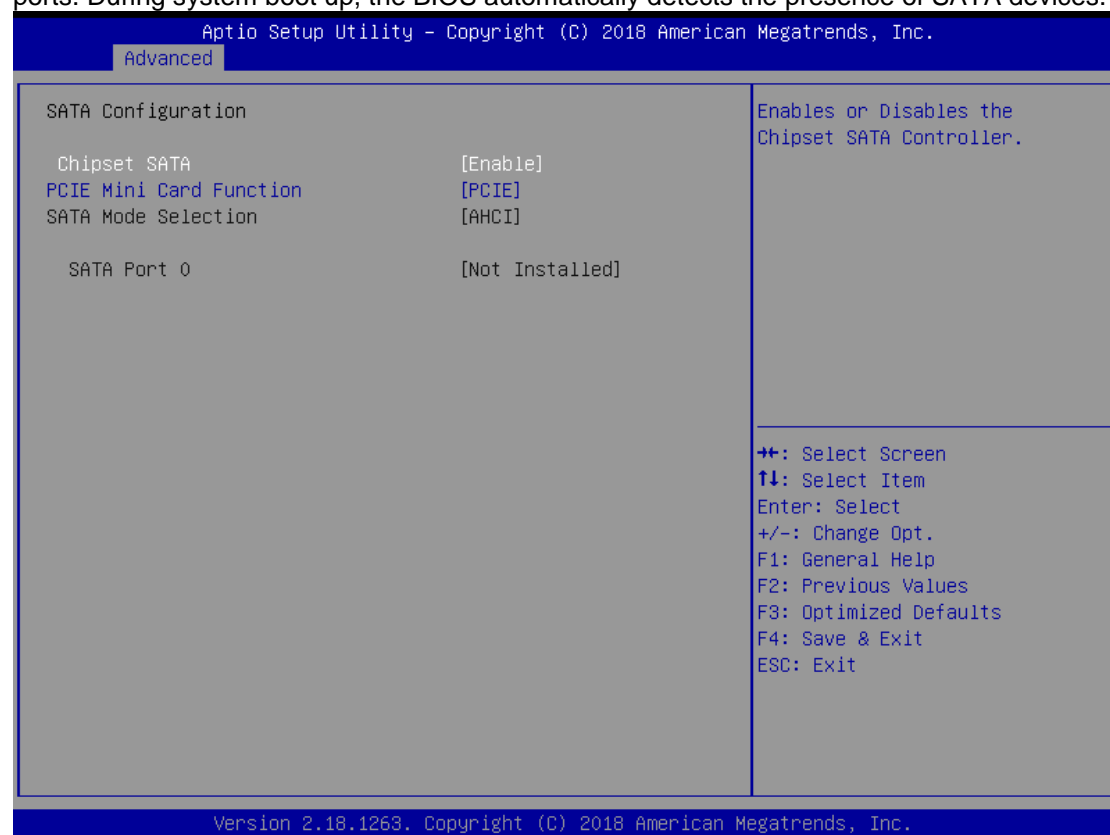 ports. During system boot up, the BIOS automatically detects the presence of SATA devices.
Aptio Setup Utility – Copyright (C) 2018 American Megatrends, Inc.
Advanced
SATA Configuration
Chipset SATA [Enable]
PCIE Mini Card Function [PCIE]
SATA Mode Selection [AHCI]
SATA Port 0 [Not Installed]
Enables or Disables the
Chipset SATA Controller.
→←: Select Screen
↑↓: Select Item
Enter: Select
+/-: Change Opt.
F1: General Help
F2: Previous Values
F3: Optimized Defaults
F4: Save & Exit
ESC: Exit
Version 2.18.1263. Copyright (C) 2018 American Megatrends, Inc.